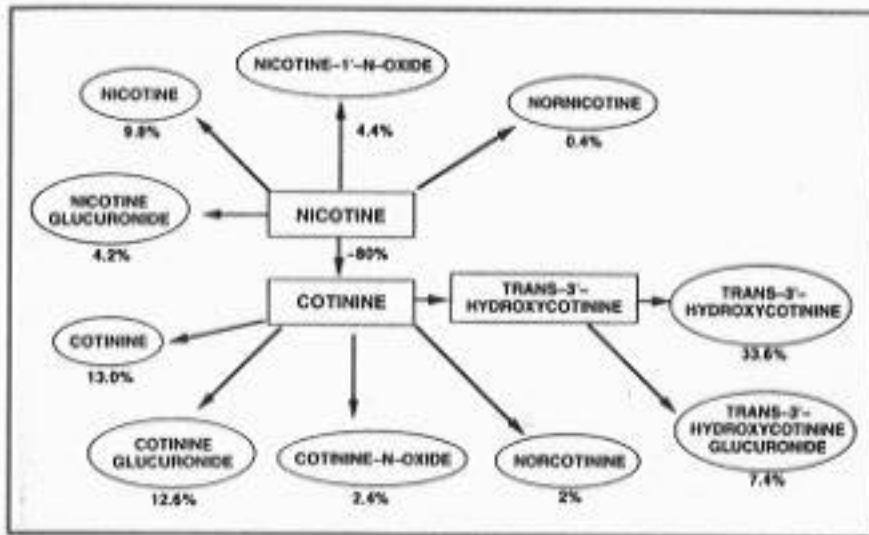 NICOTINE-1'-N-OXIDE
NICOTINE
9.8%
4.4%
NORNICOTINE
0.4%
NICOTINE
GLUCURONIDE
4.2%
NICOTINE
~80%
COTININE
TRANS-3'-
HYDROXYCOTININE
TRANS-3'-
HYDROXYCOTININE
33.6%
COTININE
13.0%
COTININE
GLUCURONIDE
12.6%
COTININE-N-OXIDE
2.4%
NORCOTININE
2%
TRANS-3'-
HYDROXYCOTININE
GLUCURONIDE
7.4%